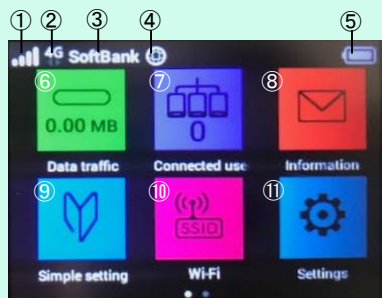 ① ② ③ ④ ⑤
4G SoftBank
⑥ ⑦ ⑧
0.00 MB 0
Data traffic Connected use Information
⑨ ⑩ ⑪
SSID
Simple setting Wi-Fi Settings